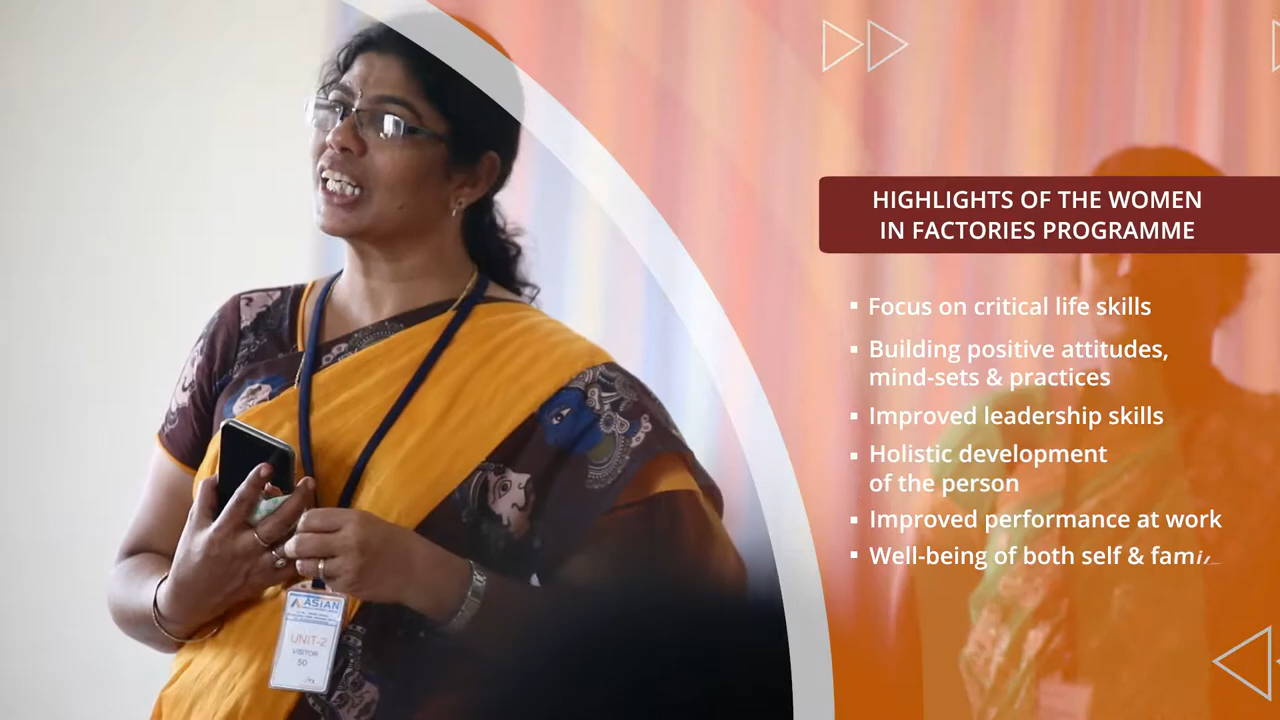 HIGHLIGHTS OF THE WOMEN
IN FACTORIES PROGRAMME
Focus on critical life skills
Building positive attitudes,
mind-sets & practices
Improved leadership skills
Holistic development
of the person
Improved performance at work
Well-being of both self &
ASIAN
UNIT-2
VISITOR
50